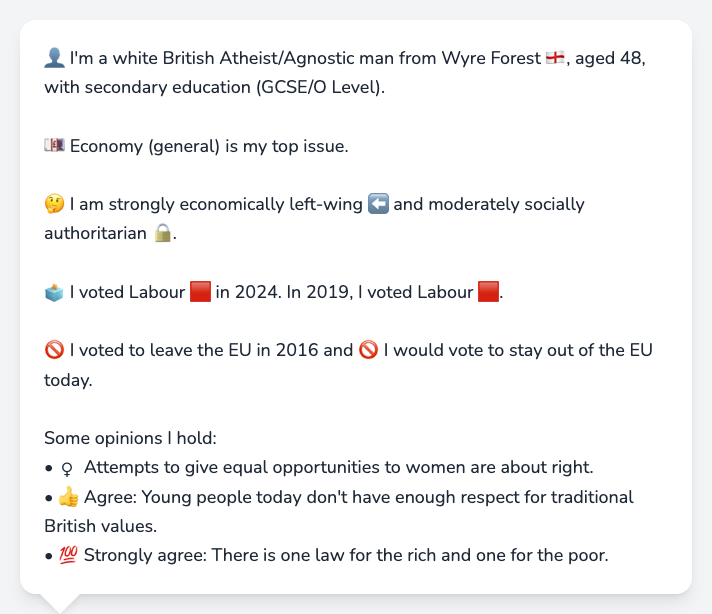 👤 I'm a white British Atheist/Agnostic man from Wyre Forest 🏴󠁧󠁢󠁥󠁮󠁧󠁿, aged 48,
with secondary education (GCSE/O Level).
💷 Economy (general) is my top issue.
🤔 I am strongly economically left-wing ⬅️ and moderately socially
authoritarian 🔒.
🗳️ I voted Labour 🟥 in 2024. In 2019, I voted Labour 🟥.
🚫 I voted to leave the EU in 2016 and 🚫 I would vote to stay out of the EU
today.
Some opinions I hold:
• ♀ Attempts to give equal opportunities to women are about right.
• 👍 Agree: Young people today don't have enough respect for traditional
British values.
• 💯 Strongly agree: There is one law for the rich and one for the poor.